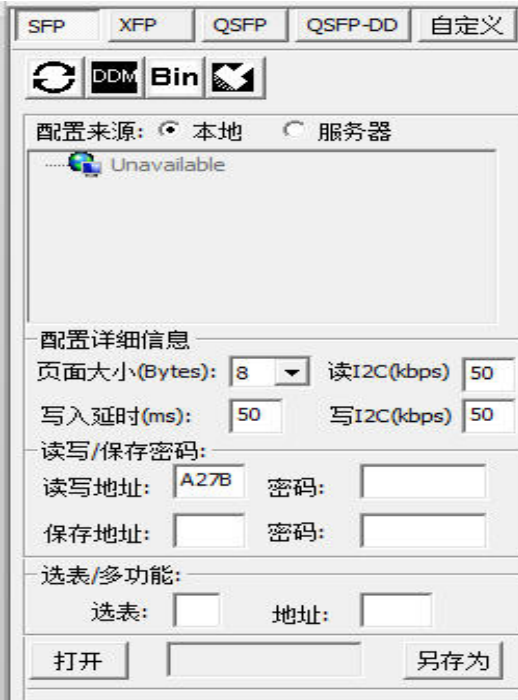 SFP XFP QSFP QSFP-DD 自定义
DDM Bin
配置来源: 本地 服务器
Unavailable
配置详细信息
页面大小(Bytes): 8 读I2C(kbps) 50
写入延时(ms): 50 写I2C(kbps) 50
读写/保存密码:
读写地址: A27B 密码:
保存地址: 密码:
选表/多功能:
选表: 地址:
打开 另存为